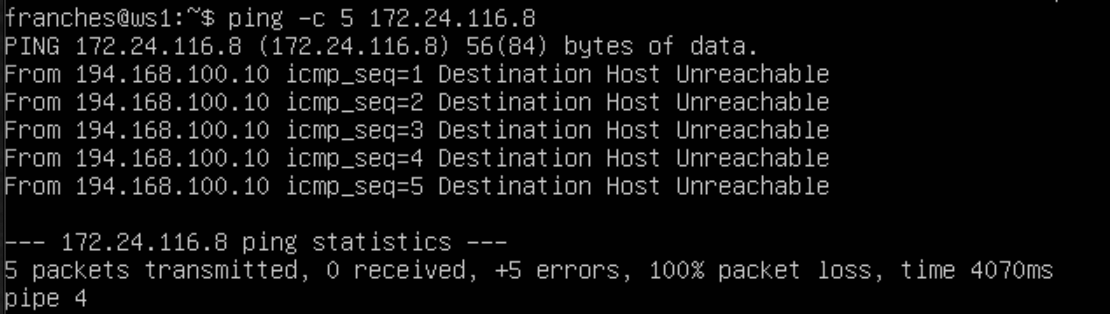 franches@ws1:~$ ping -c 5 172.24.116.8
PING 172.24.116.8 (172.24.116.8) 56(84) bytes of data.
From 194.168.100.10 icmp_seq=1 Destination Host Unreachable
From 194.168.100.10 icmp_seq=2 Destination Host Unreachable
From 194.168.100.10 icmp_seq=3 Destination Host Unreachable
From 194.168.100.10 icmp_seq=4 Destination Host Unreachable
From 194.168.100.10 icmp_seq=5 Destination Host Unreachable
--- 172.24.116.8 ping statistics ---
5 packets transmitted, 0 received, +5 errors, 100% packet loss, time 4070ms
pipe 4